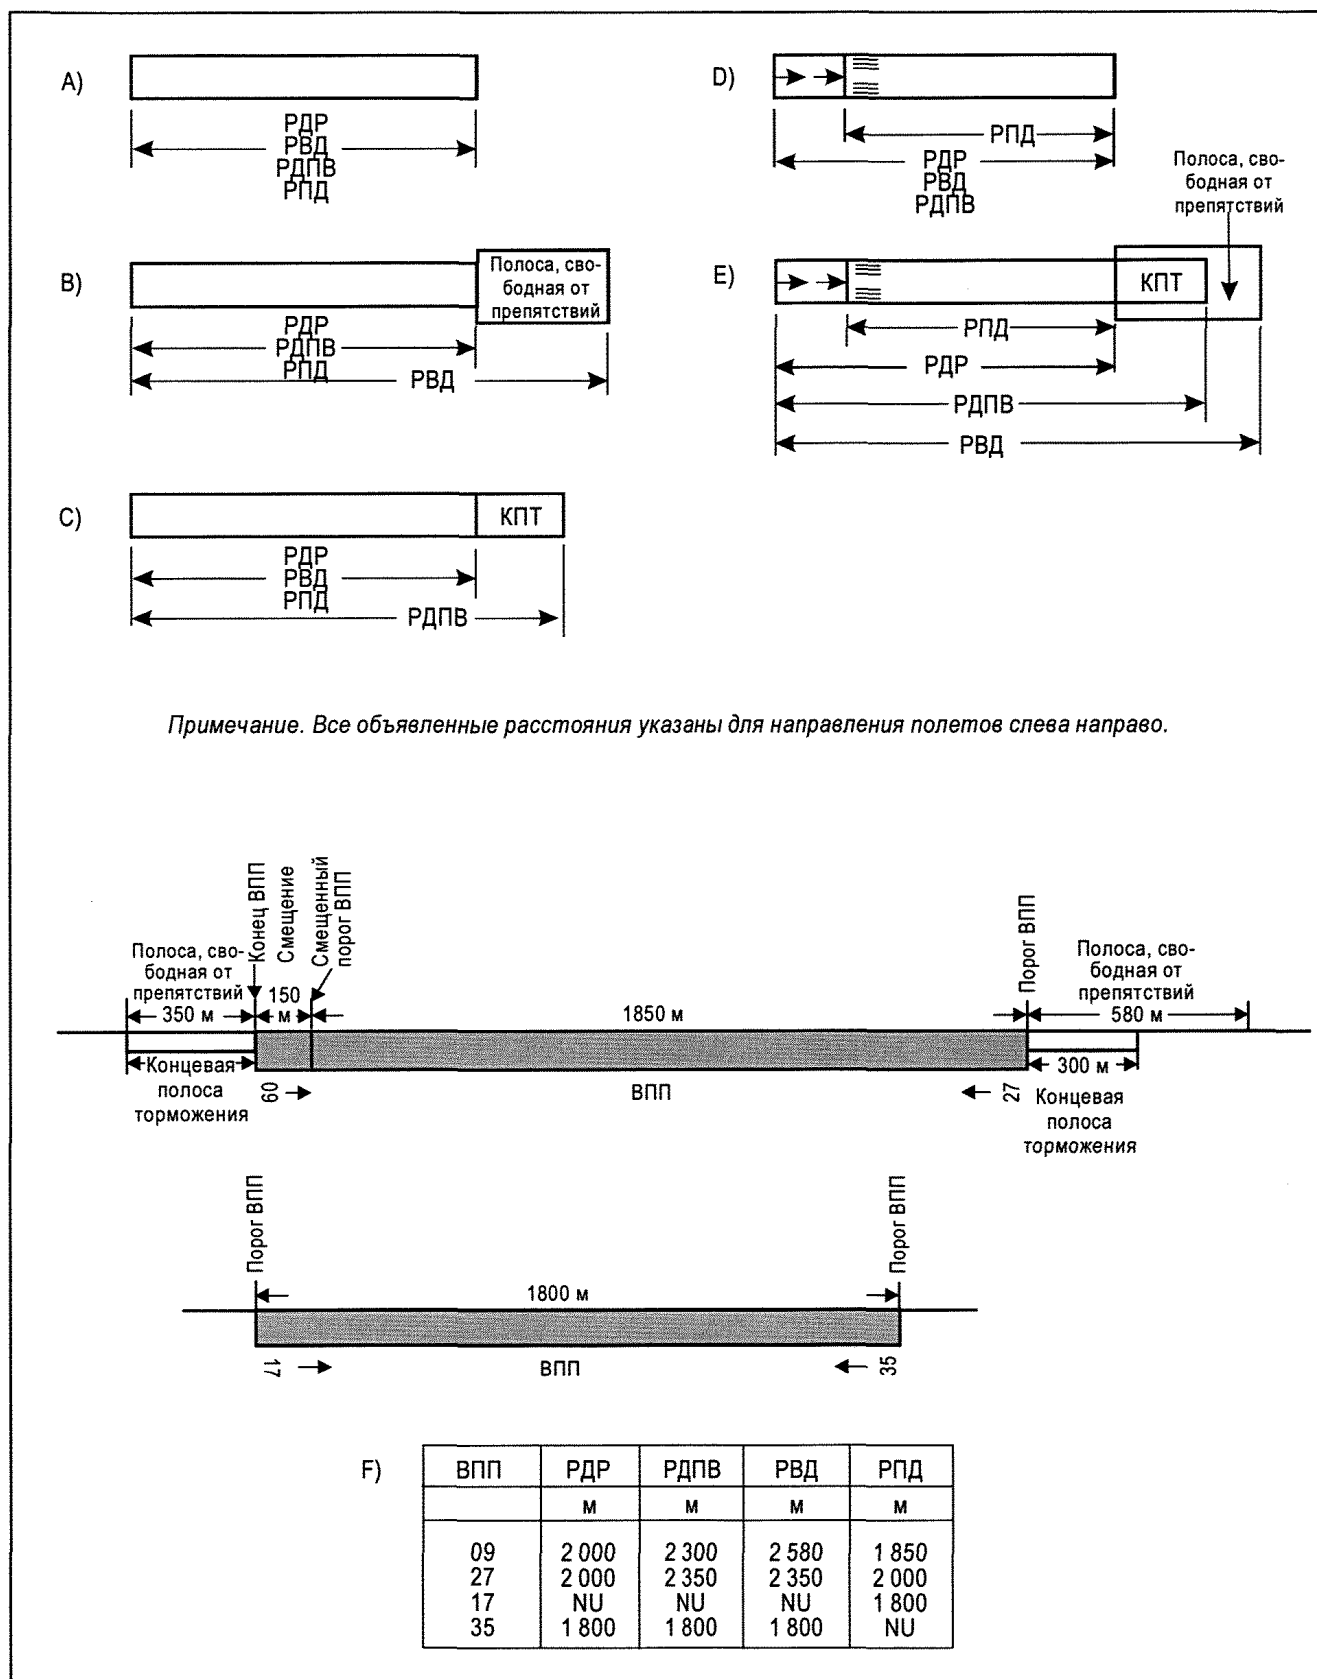 A)
РДР
РВД
РДПВ
РПД
B)
Полоса, сво-
бодная от
препятствий
РДР
РДПВ
РПД
РВД
C)
КПТ
РДР
РВД
РПД
РДПВ
D)
РПД
РДР
РВД
РДПВ
Полоса, сво-
бодная от
препятствий
E)
КПТ
РПД
РДР
РДПВ
РВД
Примечание. Все объявленные расстояния указаны для направления полетов слева направо.
Полоса, сво-
бодная от
препятствий
350 м
Конец ВПП
Смещение
150
м
Смещенный
порог ВПП
1850 м
Порог ВПП
Полоса, сво-
бодная от
препятствий
580 м
Концевая
полоса
торможения
09
ВПП
27
300 м
Концевая
полоса
торможения
Порог ВПП
1800 м
Порог ВПП
17
ВПП
35
F)
ВПП РДР РДПВ РВД РПД
м м м м
09 2 000 2 300 2 580 1 850
27 2 000 2 350 2 350 2 000
17 NU NU NU 1 800
35 1 800 1 800 1 800 NU